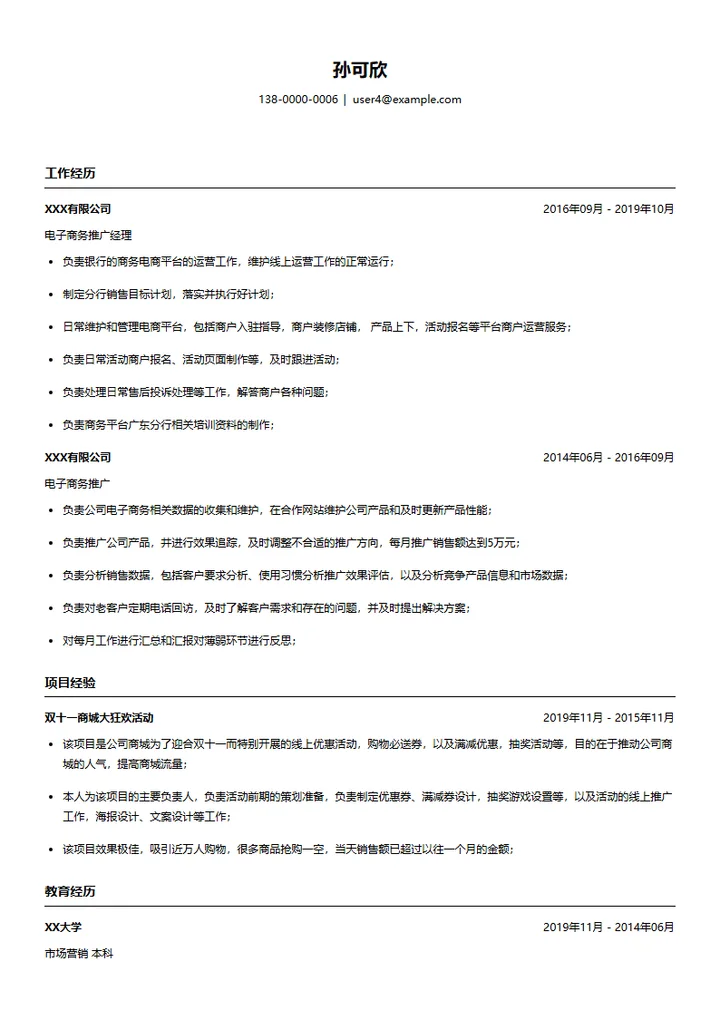 孙可欣
138-0000-0006 | user4@example.com
工作经历
XXX有限公司 2016年09月 - 2019年10月
电子商务推广经理
• 负责银行的商务电商平台的运营工作，维护线上运营工作的正常运行；
• 制定分行销售目标计划，落实并执行好计划；
• 日常维护和管理电商平台，包括商户入驻指导，商户装修店铺， 产品上下，活动报名等平台商户运营服务；
• 负责日常活动商户报名、活动页面制作等，及时跟进活动；
• 负责处理日常售后投诉处理等工作，解答商户各种问题；
• 负责商务平台广东分行相关培训资料的制作；
XXX有限公司 2014年06月 - 2016年09月
电子商务推广
• 负责公司电子商务相关数据的收集和维护，在合作网站维护公司产品和及时更新产品性能；
• 负责推广公司产品，并进行效果追踪，及时调整不合适的推广方向，每月推广销售额达到5万元；
• 负责分析销售数据，包括客户要求分析、使用习惯分析推广效果评估，以及分析竞争产品信息和市场数据；
• 负责对老客户定期电话回访，及时了解客户需求和存在的问题，并及时提出解决方案；
• 对每月工作进行汇总和汇报对薄弱环节进行反思；
项目经验
双十一商城大狂欢活动 2019年11月 - 2015年11月
• 该项目是公司商城为了迎合双十一而特别开展的线上优惠活动，购物必送券，以及满减优惠，抽奖活动等，目的在于推动公司商
城的人气，提高商城流量；
• 本人为该项目的主要负责人，负责活动前期的策划准备，负责制定优惠券、满减券设计，抽奖游戏设置等，以及活动的线上推广
工作，海报设计、文案设计等工作；
• 该项目效果极佳，吸引近万人购物，很多商品抢购一空，当天销售额已超过以往一个月的金额；
教育经历
XX大学 2019年11月 - 2014年06月
市场营销 本科